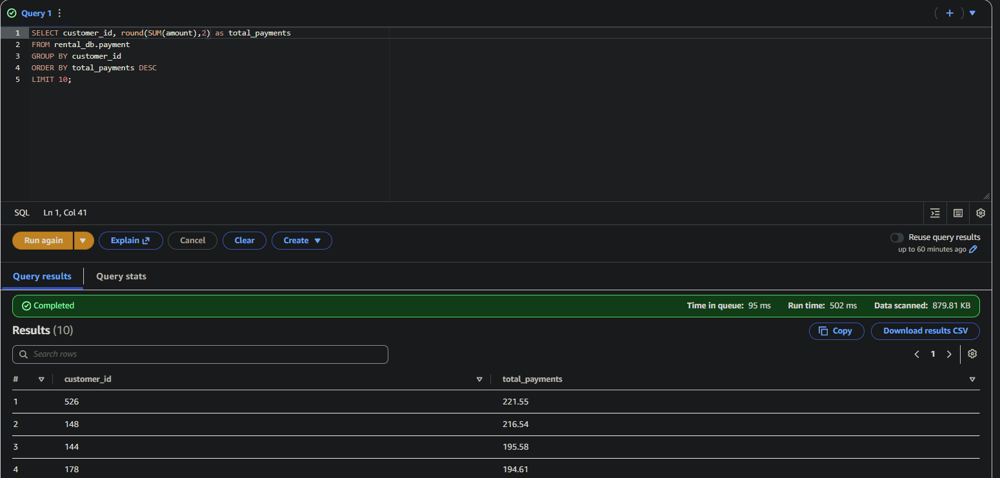 Query 1
1 SELECT customer_id, round(SUM(amount),2) as total_payments
2 FROM rental_db.payment
3 GROUP BY customer_id
4 ORDER BY total_payments DESC
5 LIMIT 10;
SQL Ln 1, Col 41
Run again Explain Cancel Clear Create
Reuse query results
up to 60 minutes ago
Query results Query stats
Completed Time in queue: 95 ms Run time: 502 ms Data scanned: 879.81 KB
Results (10) Copy Download results CSV
Search rows 1
# customer_id total_payments
1 526 221.55
2 148 216.54
3 144 195.58
4 178 194.61